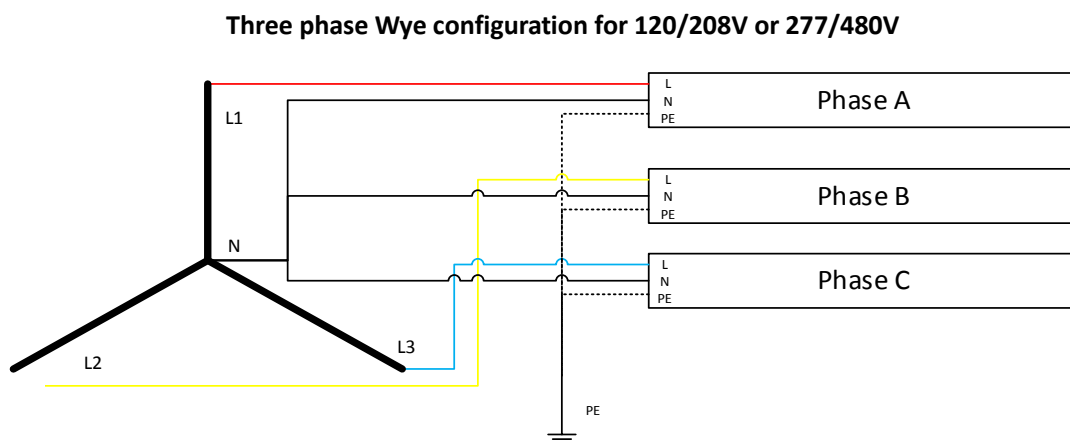 Three phase Wye configuration for 120/208V or 277/480V
L
N
PE
Phase A
L1
L
N
PE
Phase B
N
L
N
PE
Phase C
L3
L2
PE